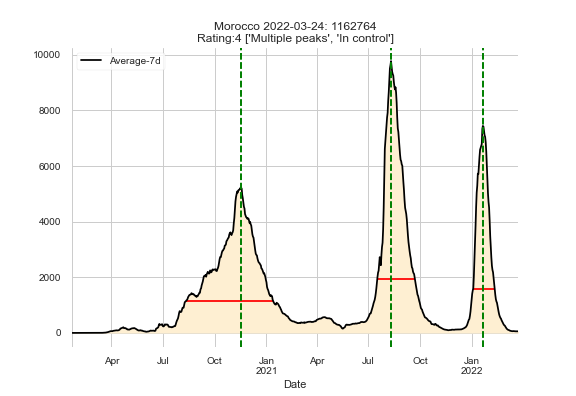 Morocco 2022-03-24: 1162764
Rating:4 ['Multiple peaks', 'In control']
Average-7d
10000
8000
6000
4000
2000
0
Apr Jul Oct Jan Apr Jul Oct Jan
2021 2022
Date